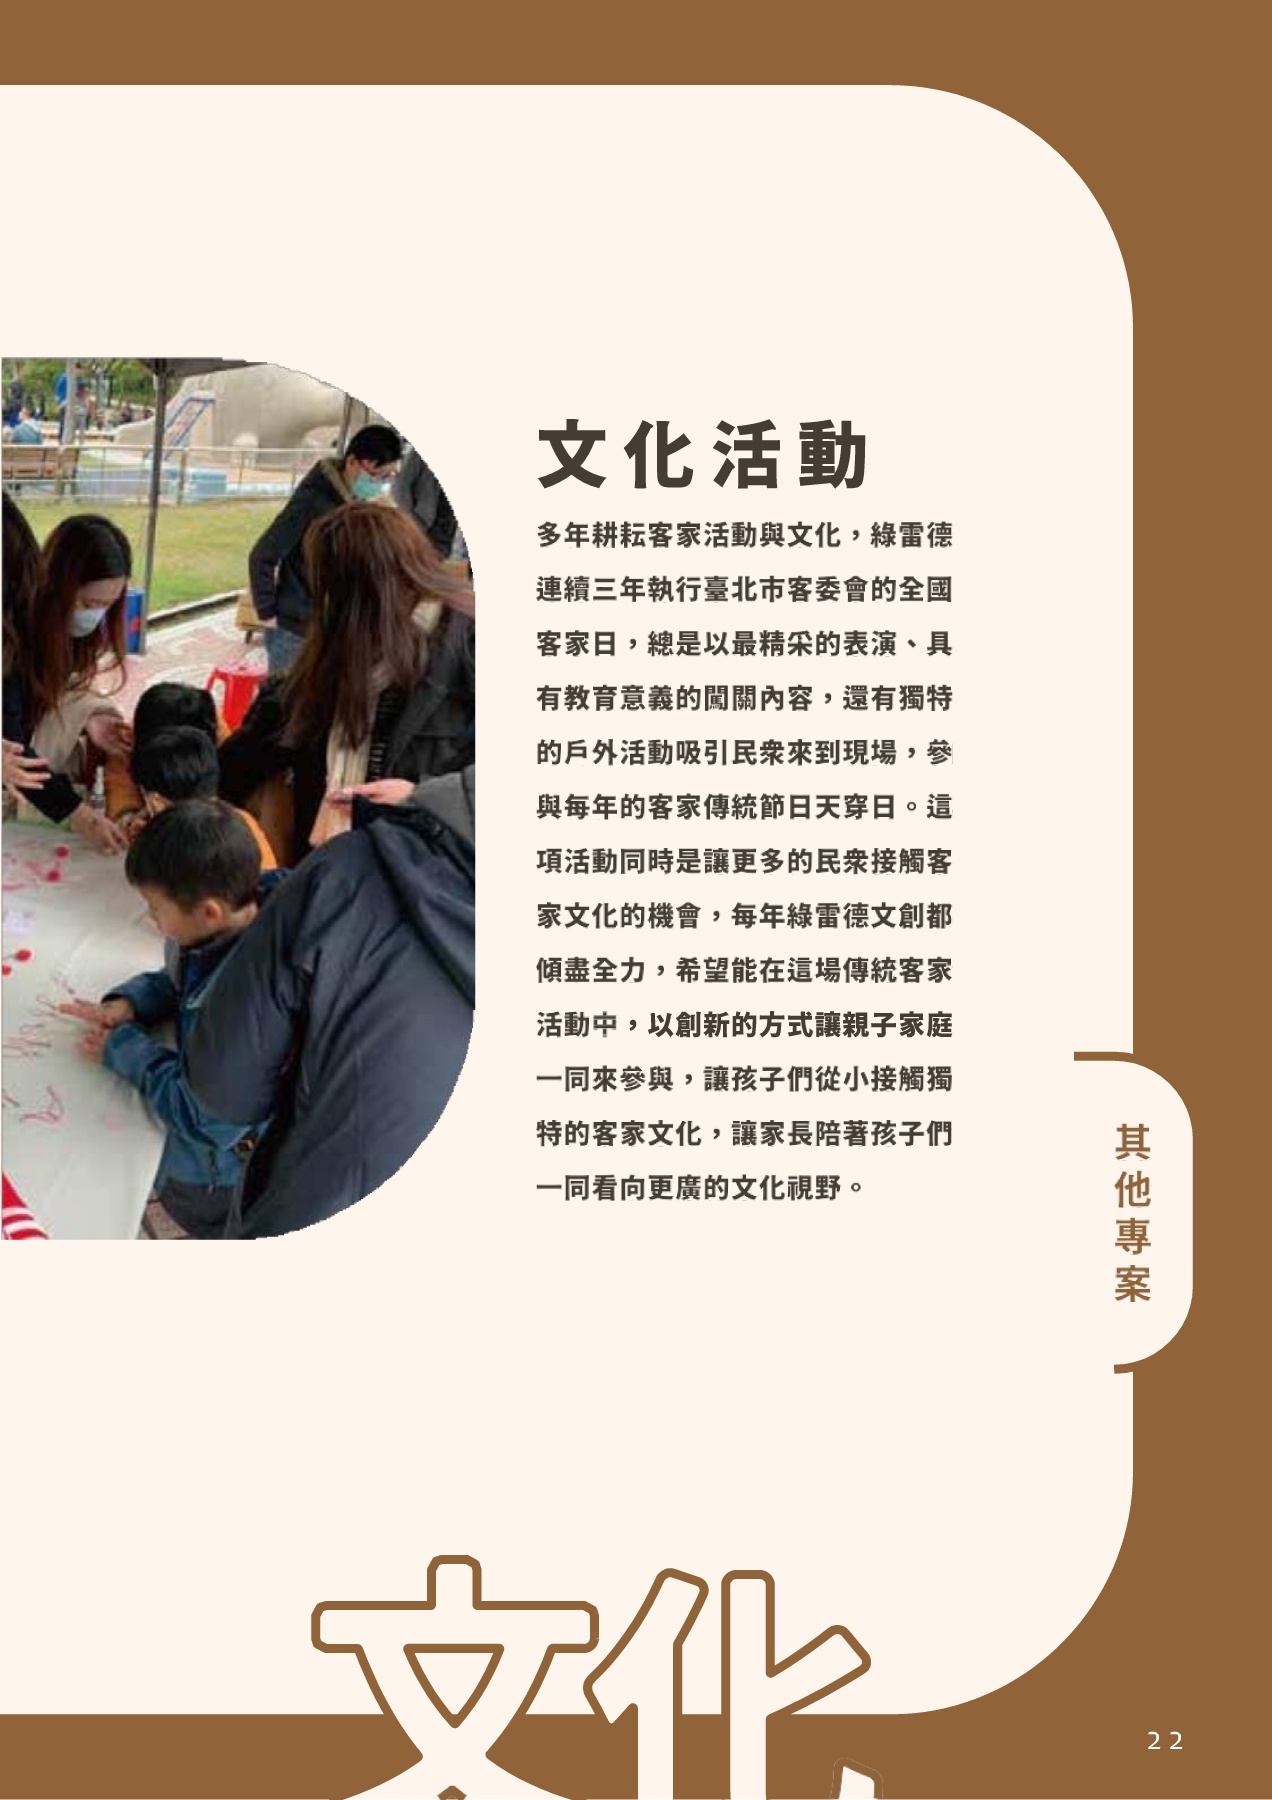 文化活動
多年耕耘客家活動與文化，綠雷德
連續三年執行臺北市客委會的全國
客家日，總是以最精采的表演、具
有教育意義的闖關內容，還有獨特
的戶外活動吸引民衆來到現場，參
與每年的客家傳統節日天穿日。這
項活動同時是讓更多的民衆接觸客
家文化的機會，每年綠雷德文創都
傾盡全力，希望能在這場傳統客家
活動中，以創新的方式讓親子家庭
一同來參與，讓孩子們從小接觸獨
特的客家文化，讓家長陪著孩子們
一同看向更廣的文化視野。
其他專案
文化
22